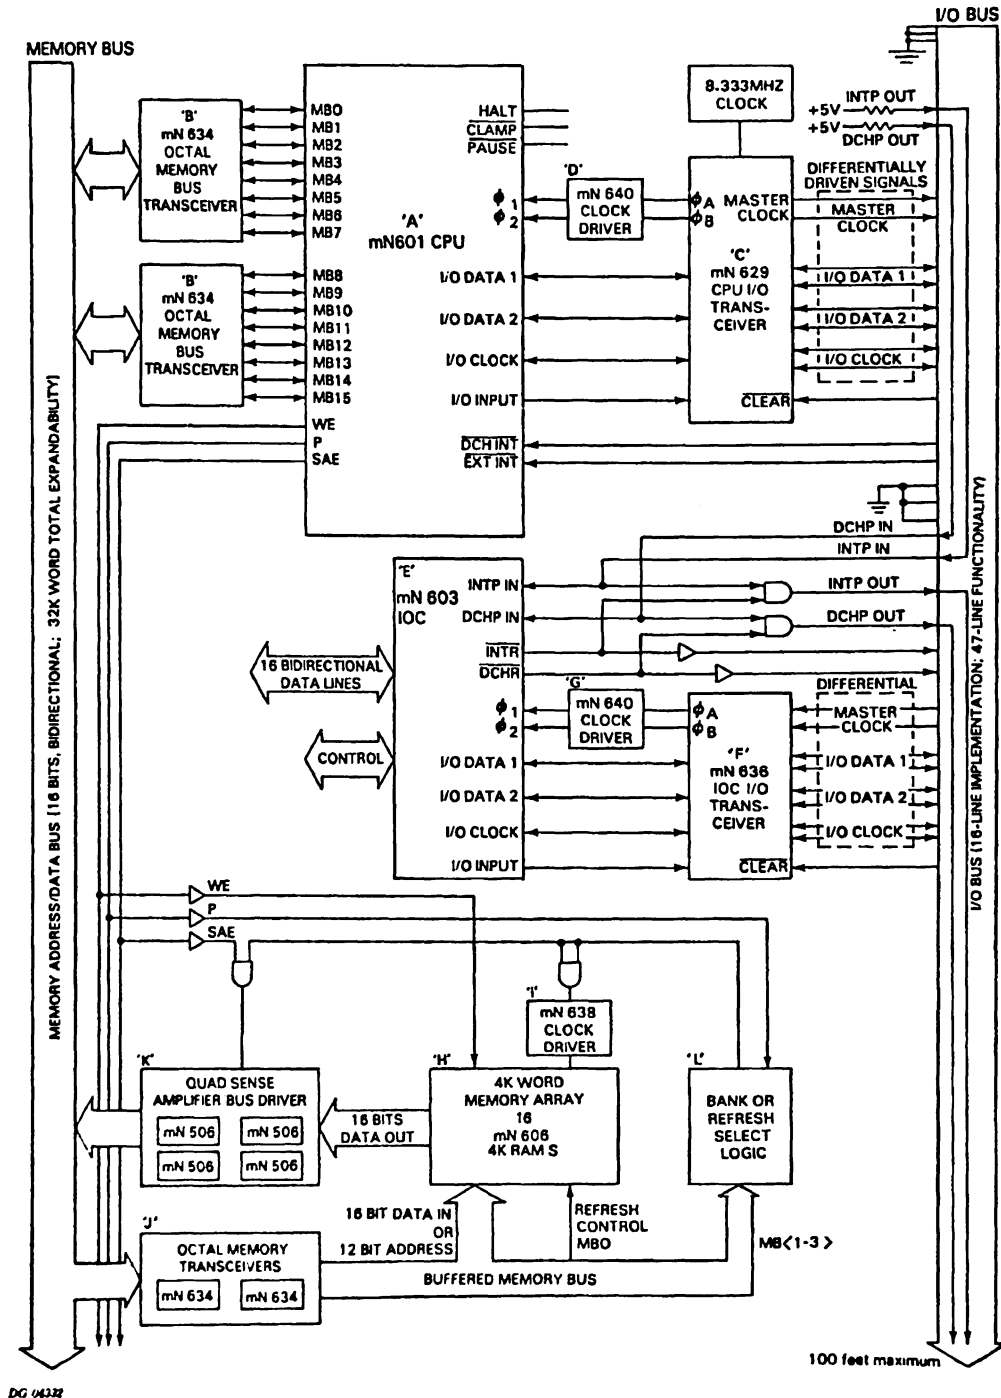 I/O BUS
MEMORY BUS
'B'
mN 634
OCTAL
MEMORY
BUS
TRANSCEIVER
MB0
MB1
MB2
MB3
MB4
MB5
MB6
MB7
'B'
mN 634
OCTAL
MEMORY
BUS
TRANSCEIVER
MB8
MB9
MB10
MB11
MB12
MB13
MB14
MB15
WE
P
SAE
'A'
mN601 CPU
HALT
CLAMP
PAUSE
ϕ 1
ϕ 2
I/O DATA 1
I/O DATA 2
I/O CLOCK
I/O INPUT
DCH INT
EXT INT
'D'
mN 640
CLOCK
DRIVER
8.333MHZ
CLOCK
ϕA MASTER
ϕB CLOCK
'C'
mN 629
CPU I/O
TRANS-
CEIVER
CLEAR
+5V INTP OUT
+5V DCHP OUT
DIFFERENTIALLY
DRIVEN SIGNALS
MASTER
CLOCK
I/O DATA 1
I/O DATA 2
I/O CLOCK
DCHP IN
INTP IN
INTP OUT
DCHP OUT
'E'
mN 603
IOC
INTP IN
DCHP IN
INTR
DCHR
ϕ 1
ϕ 2
I/O DATA 1
I/O DATA 2
I/O CLOCK
I/O INPUT
16 BIDIRECTIONAL
DATA LINES
CONTROL
'G'
mN 640
CLOCK
DRIVER
ϕA
ϕB
'F'
mN 636
IOC I/O
TRANS-
CEIVER
CLEAR
DIFFERENTIAL
MASTER
CLOCK
I/O DATA 1
I/O DATA 2
I/O CLOCK
MEMORY ADDRESS/DATA BUS (16 BITS, BIDIRECTIONAL; 32K WORD TOTAL EXPANDABILITY)
I/O BUS (16-LINE IMPLEMENTATION; 47-LINE FUNCTIONALITY)
WE
P
SAE
'I'
mN 638
CLOCK
DRIVER
'K'
QUAD SENSE
AMPLIFIER BUS DRIVER
mN 506 mN 506
mN 506 mN 506
16 BITS
DATA OUT
'H'
4K WORD
MEMORY ARRAY
16
mN 606
4K RAM S
'L'
BANK OR
REFRESH
SELECT
LOGIC
16 BIT DATA IN
OR
12 BIT ADDRESS
REFRESH
CONTROL
MBO
MB<1-3>
'J'
OCTAL MEMORY
TRANSCEIVERS
mN 634 mN 634
BUFFERED MEMORY BUS
100 feet maximum
DG 04332